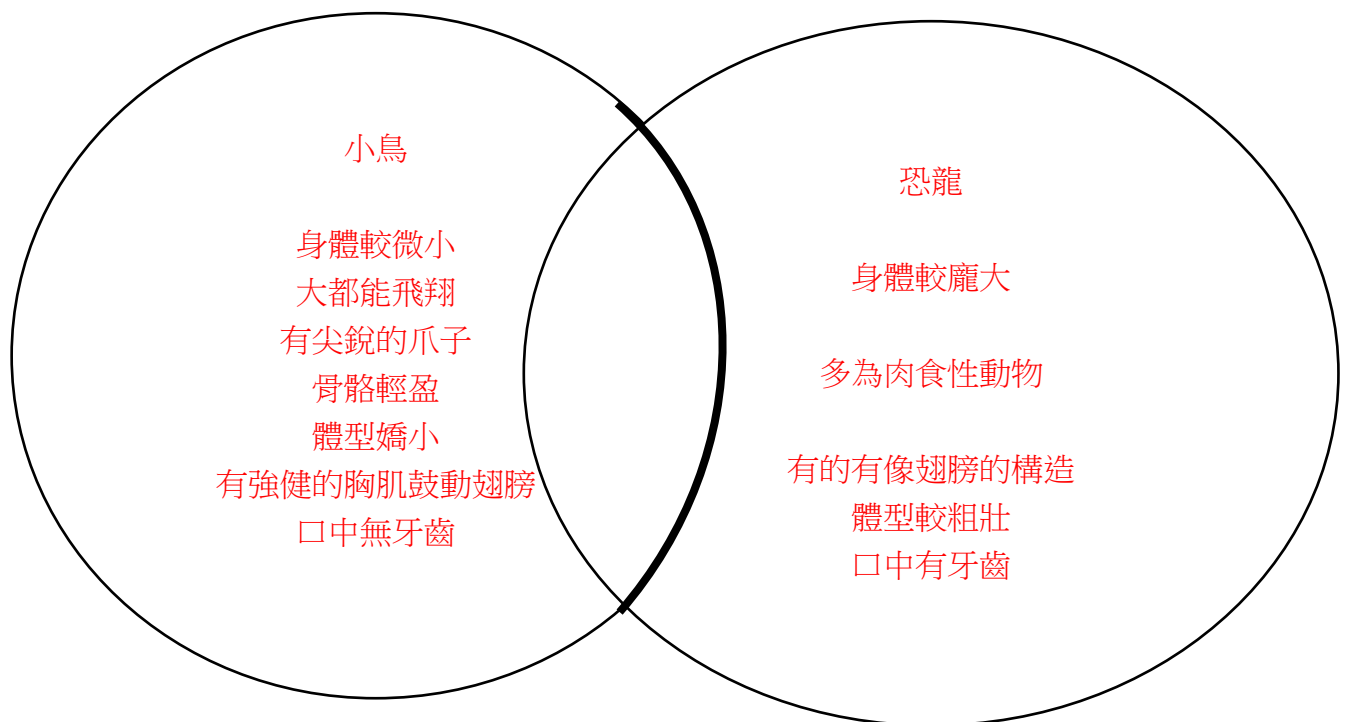 小鳥
身體較微小
大都能飛翔
有尖銳的爪子
骨骼輕盈
體型嬌小
有強健的胸肌鼓動翅膀
口中無牙齒
恐龍
身體較龐大
多為肉食性動物
有的有像翅膀的構造
體型較粗壯
口中有牙齒